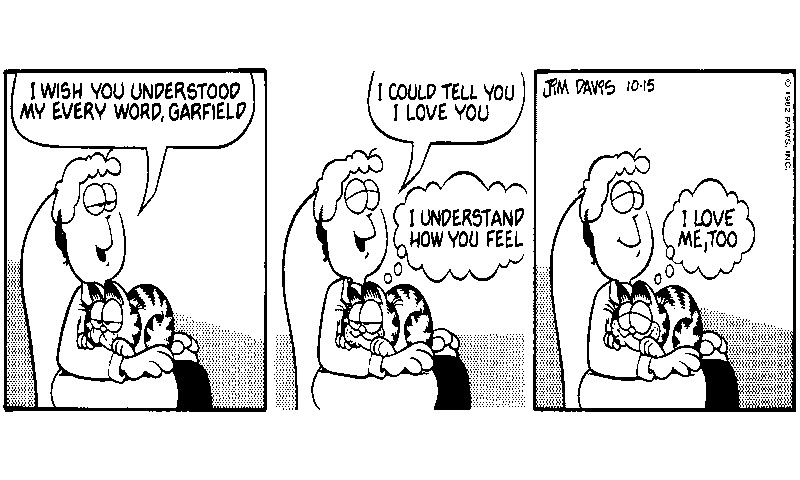 I WISH YOU UNDERSTOOD
MY EVERY WORD, GARFIELD
I COULD TELL YOU
I LOVE YOU
I UNDERSTAND
HOW YOU FEEL
JIM DAVIS 10-15
I LOVE
ME, TOO
© 1982 PAWS, INC.